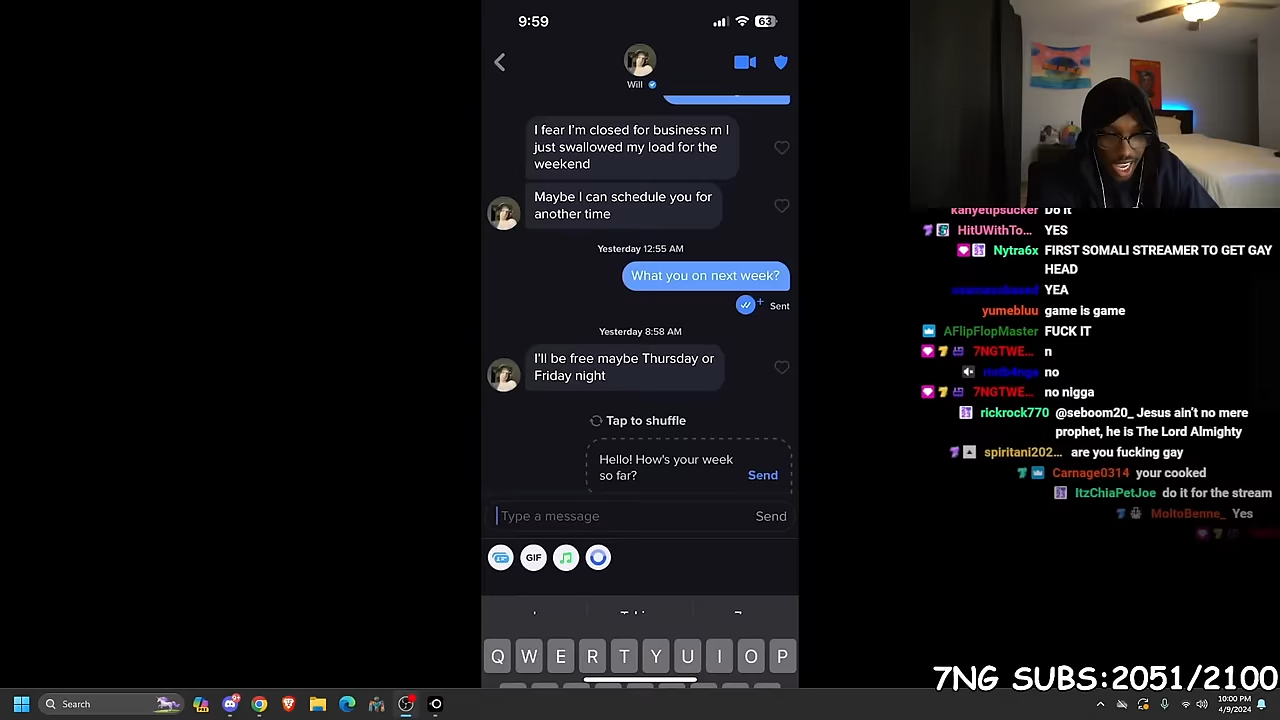 9:59
63
Will
I fear I'm closed for business rn I
just swallowed my load for the
weekend
Maybe I can schedule you for
another time
Yesterday 12:55 AM
What you on next week?
Sent
Yesterday 8:58 AM
I'll be free maybe Thursday or
Friday night
Tap to shuffle
Hello! How's your week
so far?
Send
Type a message
Send
GIF
Q W E R T Y U I O P
kanyetipsucker Do it
HitUWithTo... YES
Nytra6x FIRST SOMALI STREAMER TO GET GAY
HEAD
YEA
yumebluu game is game
AFlipFlopMaster FUCK IT
7NGTWE... n
no
7NGTWE... no nigga
rickrock770 @seboom20_ Jesus ain't no mere
prophet, he is The Lord Almighty
spiritani202... are you fucking gay
Carnage0314 your cooked
ItzChiaPetJoe do it for the stream
MoltoBenne_ Yes
7NG SUBS:2051/2100
Search
10:00 PM
4/9/2024